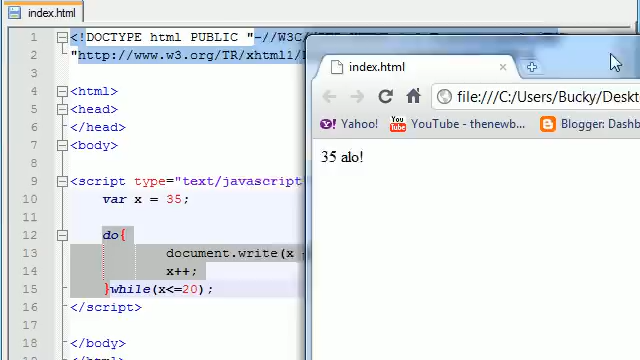 index.html
1 <!DOCTYPE html PUBLIC "-//W3C/
2 "http://www.w3.org/TR/xhtml1/
3
4 <html>
5 <head>
6 </head>
7 <body>
8
9 <script type="text/javascript"
10 var x = 35;
11
12 do{
13 document.write(x
14 x++;
15 }while(x<=20);
16 </script>
17
18 </body>
index.html
file:///C:/Users/Bucky/Deskto
Yahoo! YouTube - thenewb... Blogger: Dashb
35 alo!